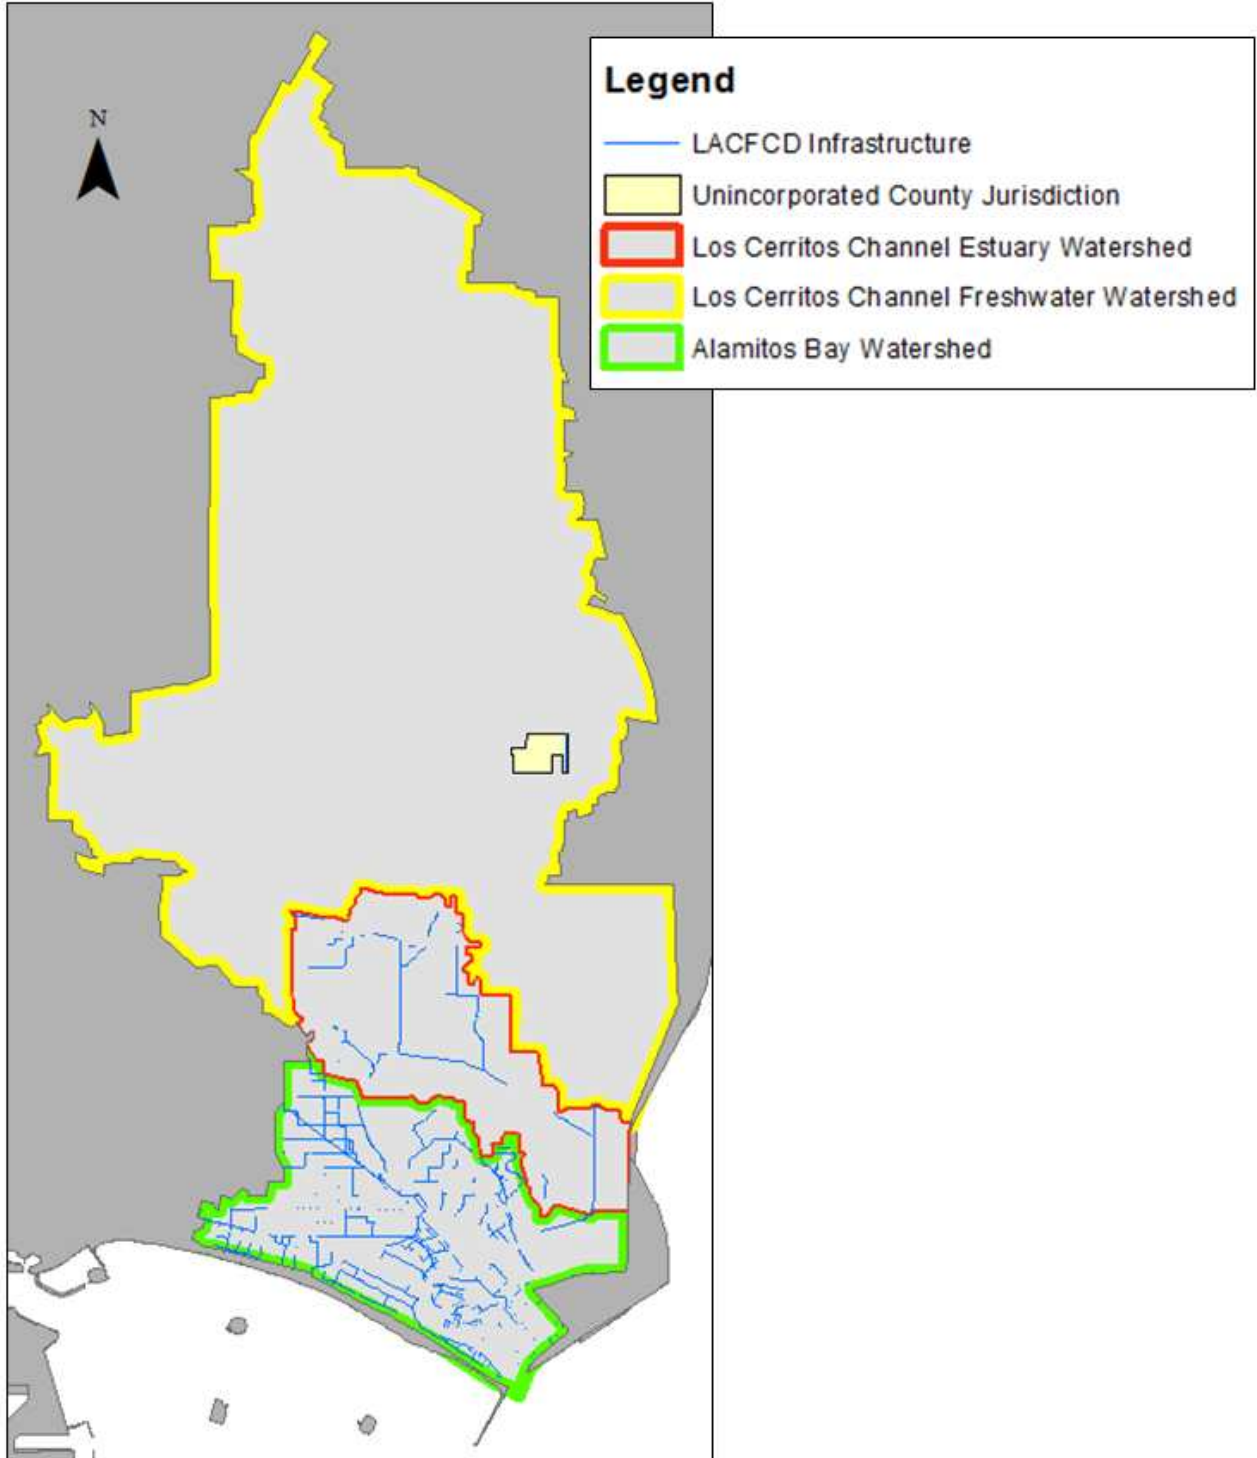 N
Legend
LACFCD Infrastructure
Unincorporated County Jurisdiction
Los Cerritos Channel Estuary Watershed
Los Cerritos Channel Freshwater Watershed
Alamitos Bay Watershed